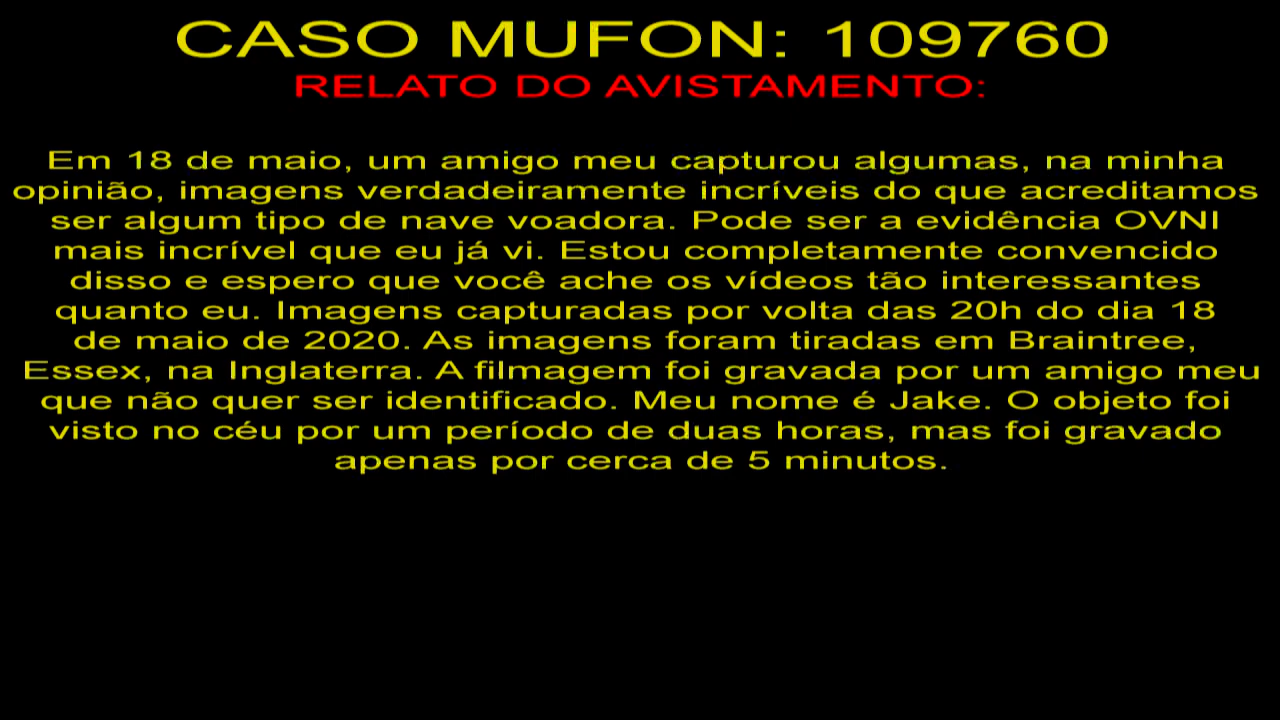 CASO MUFON: 109760
RELATO DO AVISTAMENTO:
Em 18 de maio, um amigo meu capturou algumas, na minha
opinião, imagens verdadeiramente incríveis do que acreditamos
ser algum tipo de nave voadora. Pode ser a evidência OVNI
mais incrível que eu já vi. Estou completamente convencido
disso e espero que você ache os vídeos tão interessantes
quanto eu. Imagens capturadas por volta das 20h do dia 18
de maio de 2020. As imagens foram tiradas em Braintree,
Essex, na Inglaterra. A filmagem foi gravada por um amigo meu
que não quer ser identificado. Meu nome é Jake. O objeto foi
visto no céu por um período de duas horas, mas foi gravado
apenas por cerca de 5 minutos.